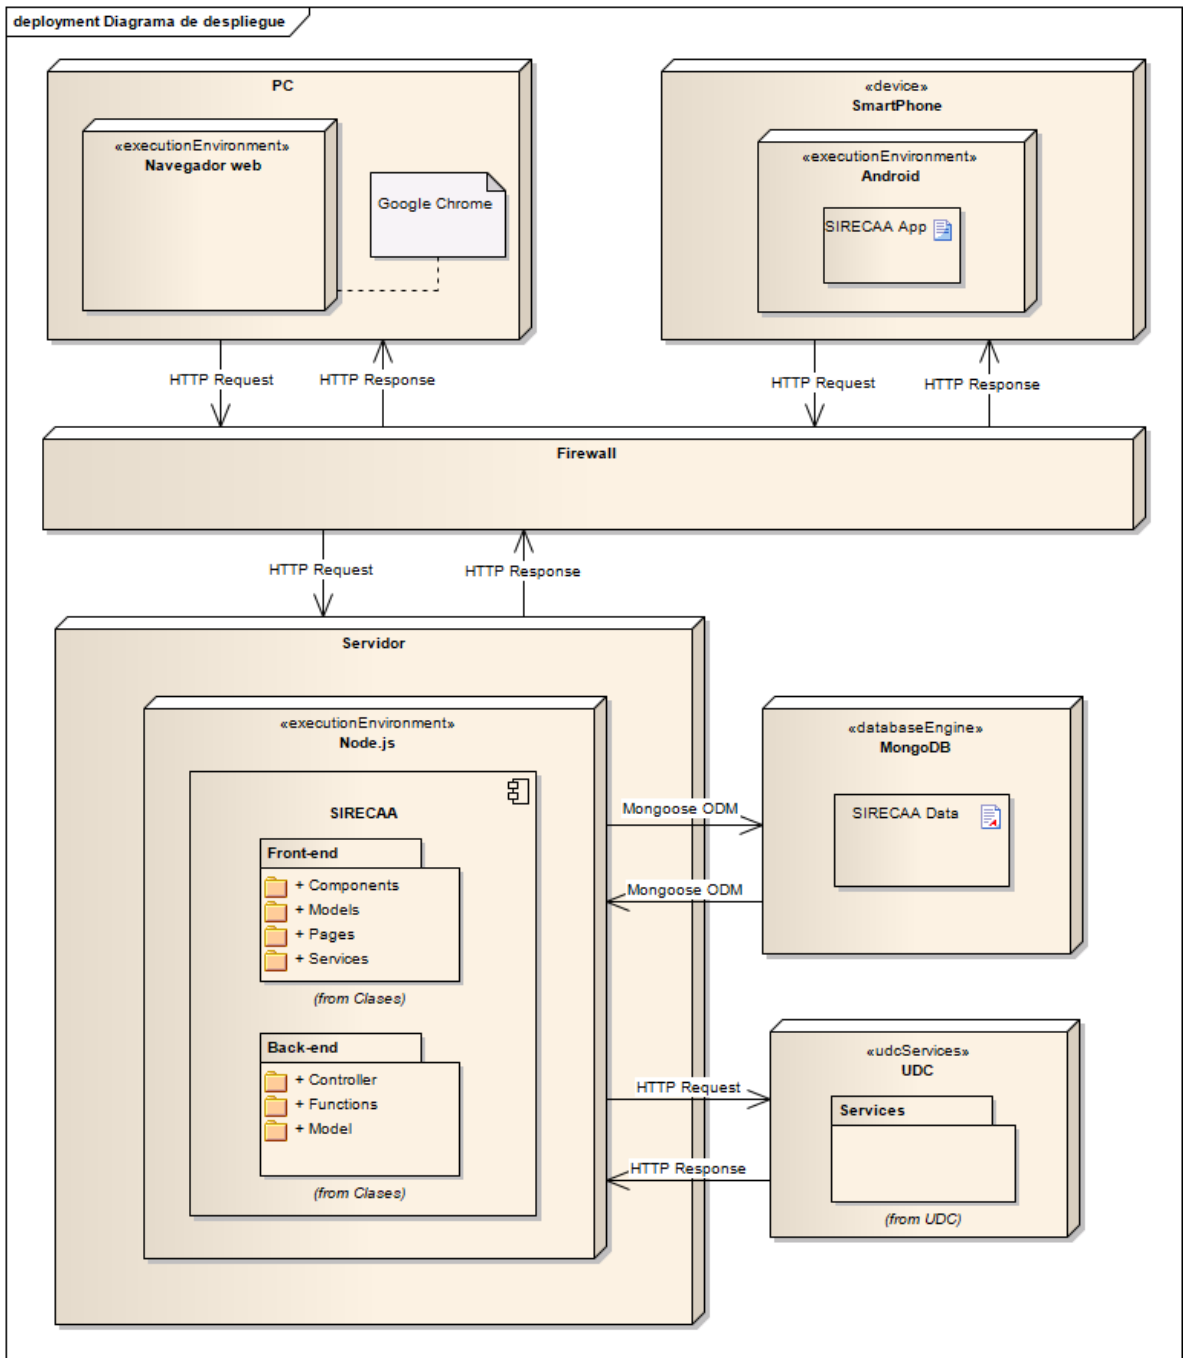 deployment Diagrama de despliegue
PC
«executionEnvironment»
Navegador web
Google Chrome
«device»
SmartPhone
«executionEnvironment»
Android
SIRECAA App
HTTP Request
HTTP Response
HTTP Request
HTTP Response
Firewall
HTTP Request
HTTP Response
Servidor
«executionEnvironment»
Node.js
SIRECAA
Front-end
+ Components
+ Models
+ Pages
+ Services
(from Clases)
Back-end
+ Controller
+ Functions
+ Model
(from Clases)
Mongoose ODM
Mongoose ODM
«databaseEngine»
MongoDB
SIRECAA Data
HTTP Request
HTTP Response
«udcServices»
UDC
Services
(from UDC)